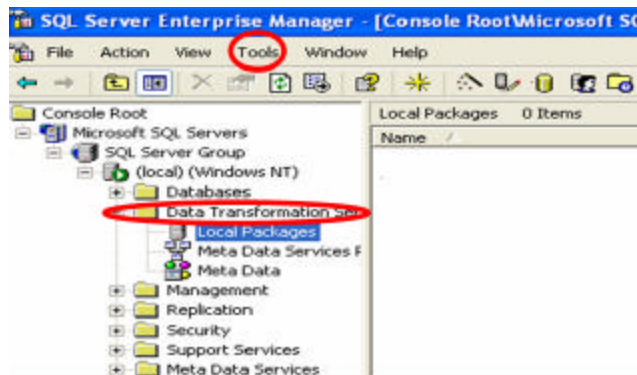 SQL Server Enterprise Manager - [Console Root\Microsoft SQ
File Action View Tools Window Help
Console Root
Microsoft SQL Servers
SQL Server Group
(local) (Windows NT)
Databases
Data Transformation Ser
Local Packages
Meta Data Services P
Meta Data
Management
Replication
Security
Support Services
Meta Data Services
Local Packages 0 Items
Name